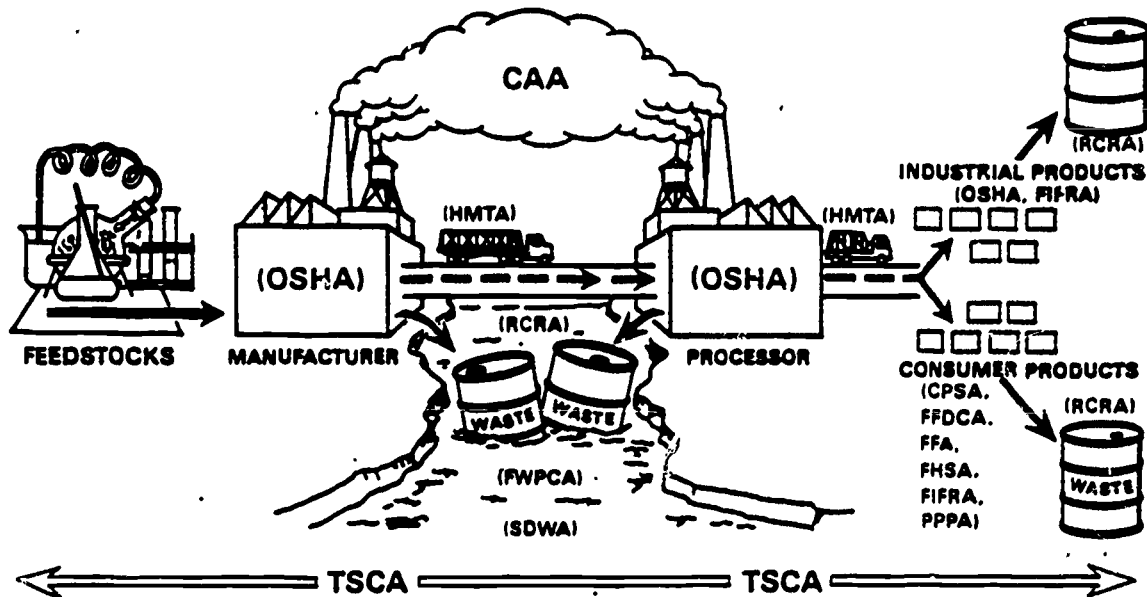 CAA
(RCRA)
INDUSTRIAL PRODUCTS
(OSHA, FIFRA)
(HMTA)
(HMTA)
(OSHA)
(OSHA)
FEEDSTOCKS
MANUFACTURER
(RCRA)
PROCESSOR
WASTE
WASTE
CONSUMER PRODUCTS
(CPSA,
FFDCA,
FFA,
FHSA,
FIFRA,
PPPA)
(RCRA)
WASTE
(FWPCA)
(SDWA)
TSCA
TSCA